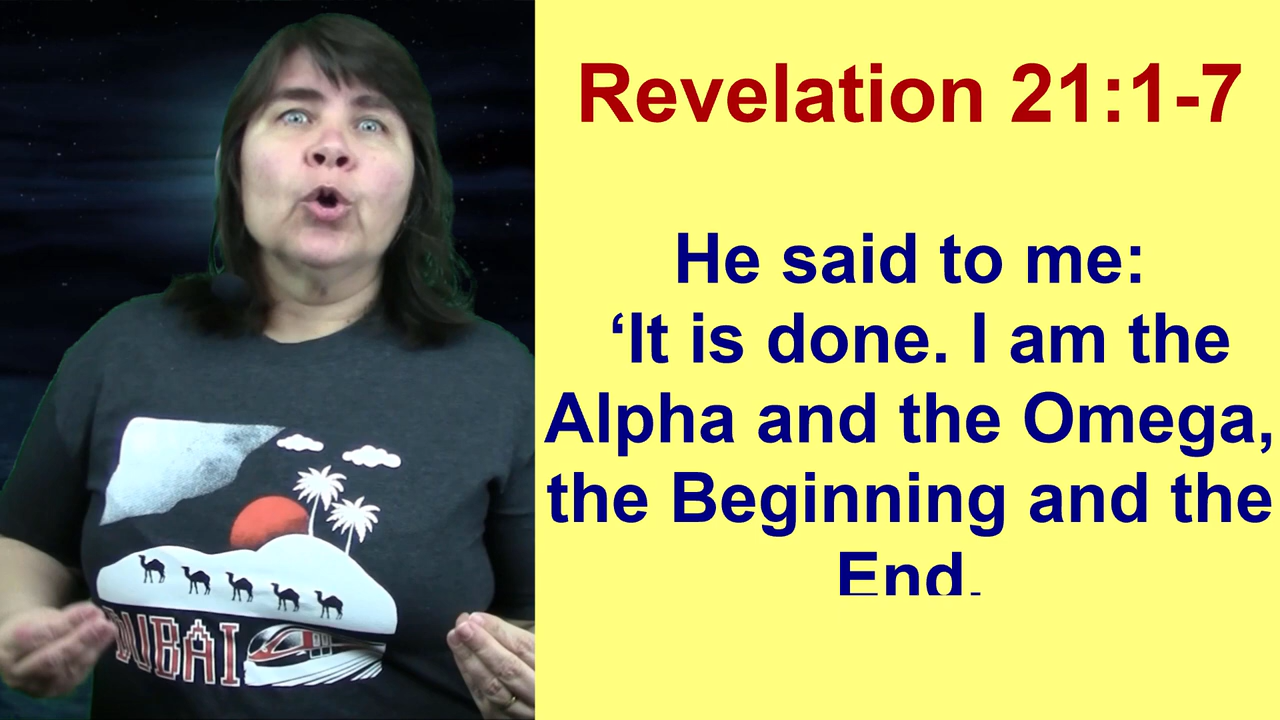 Revelation 21:1-7
He said to me:
‘It is done. I am the
Alpha and the Omega,
the Beginning and the
End.
DUBAI